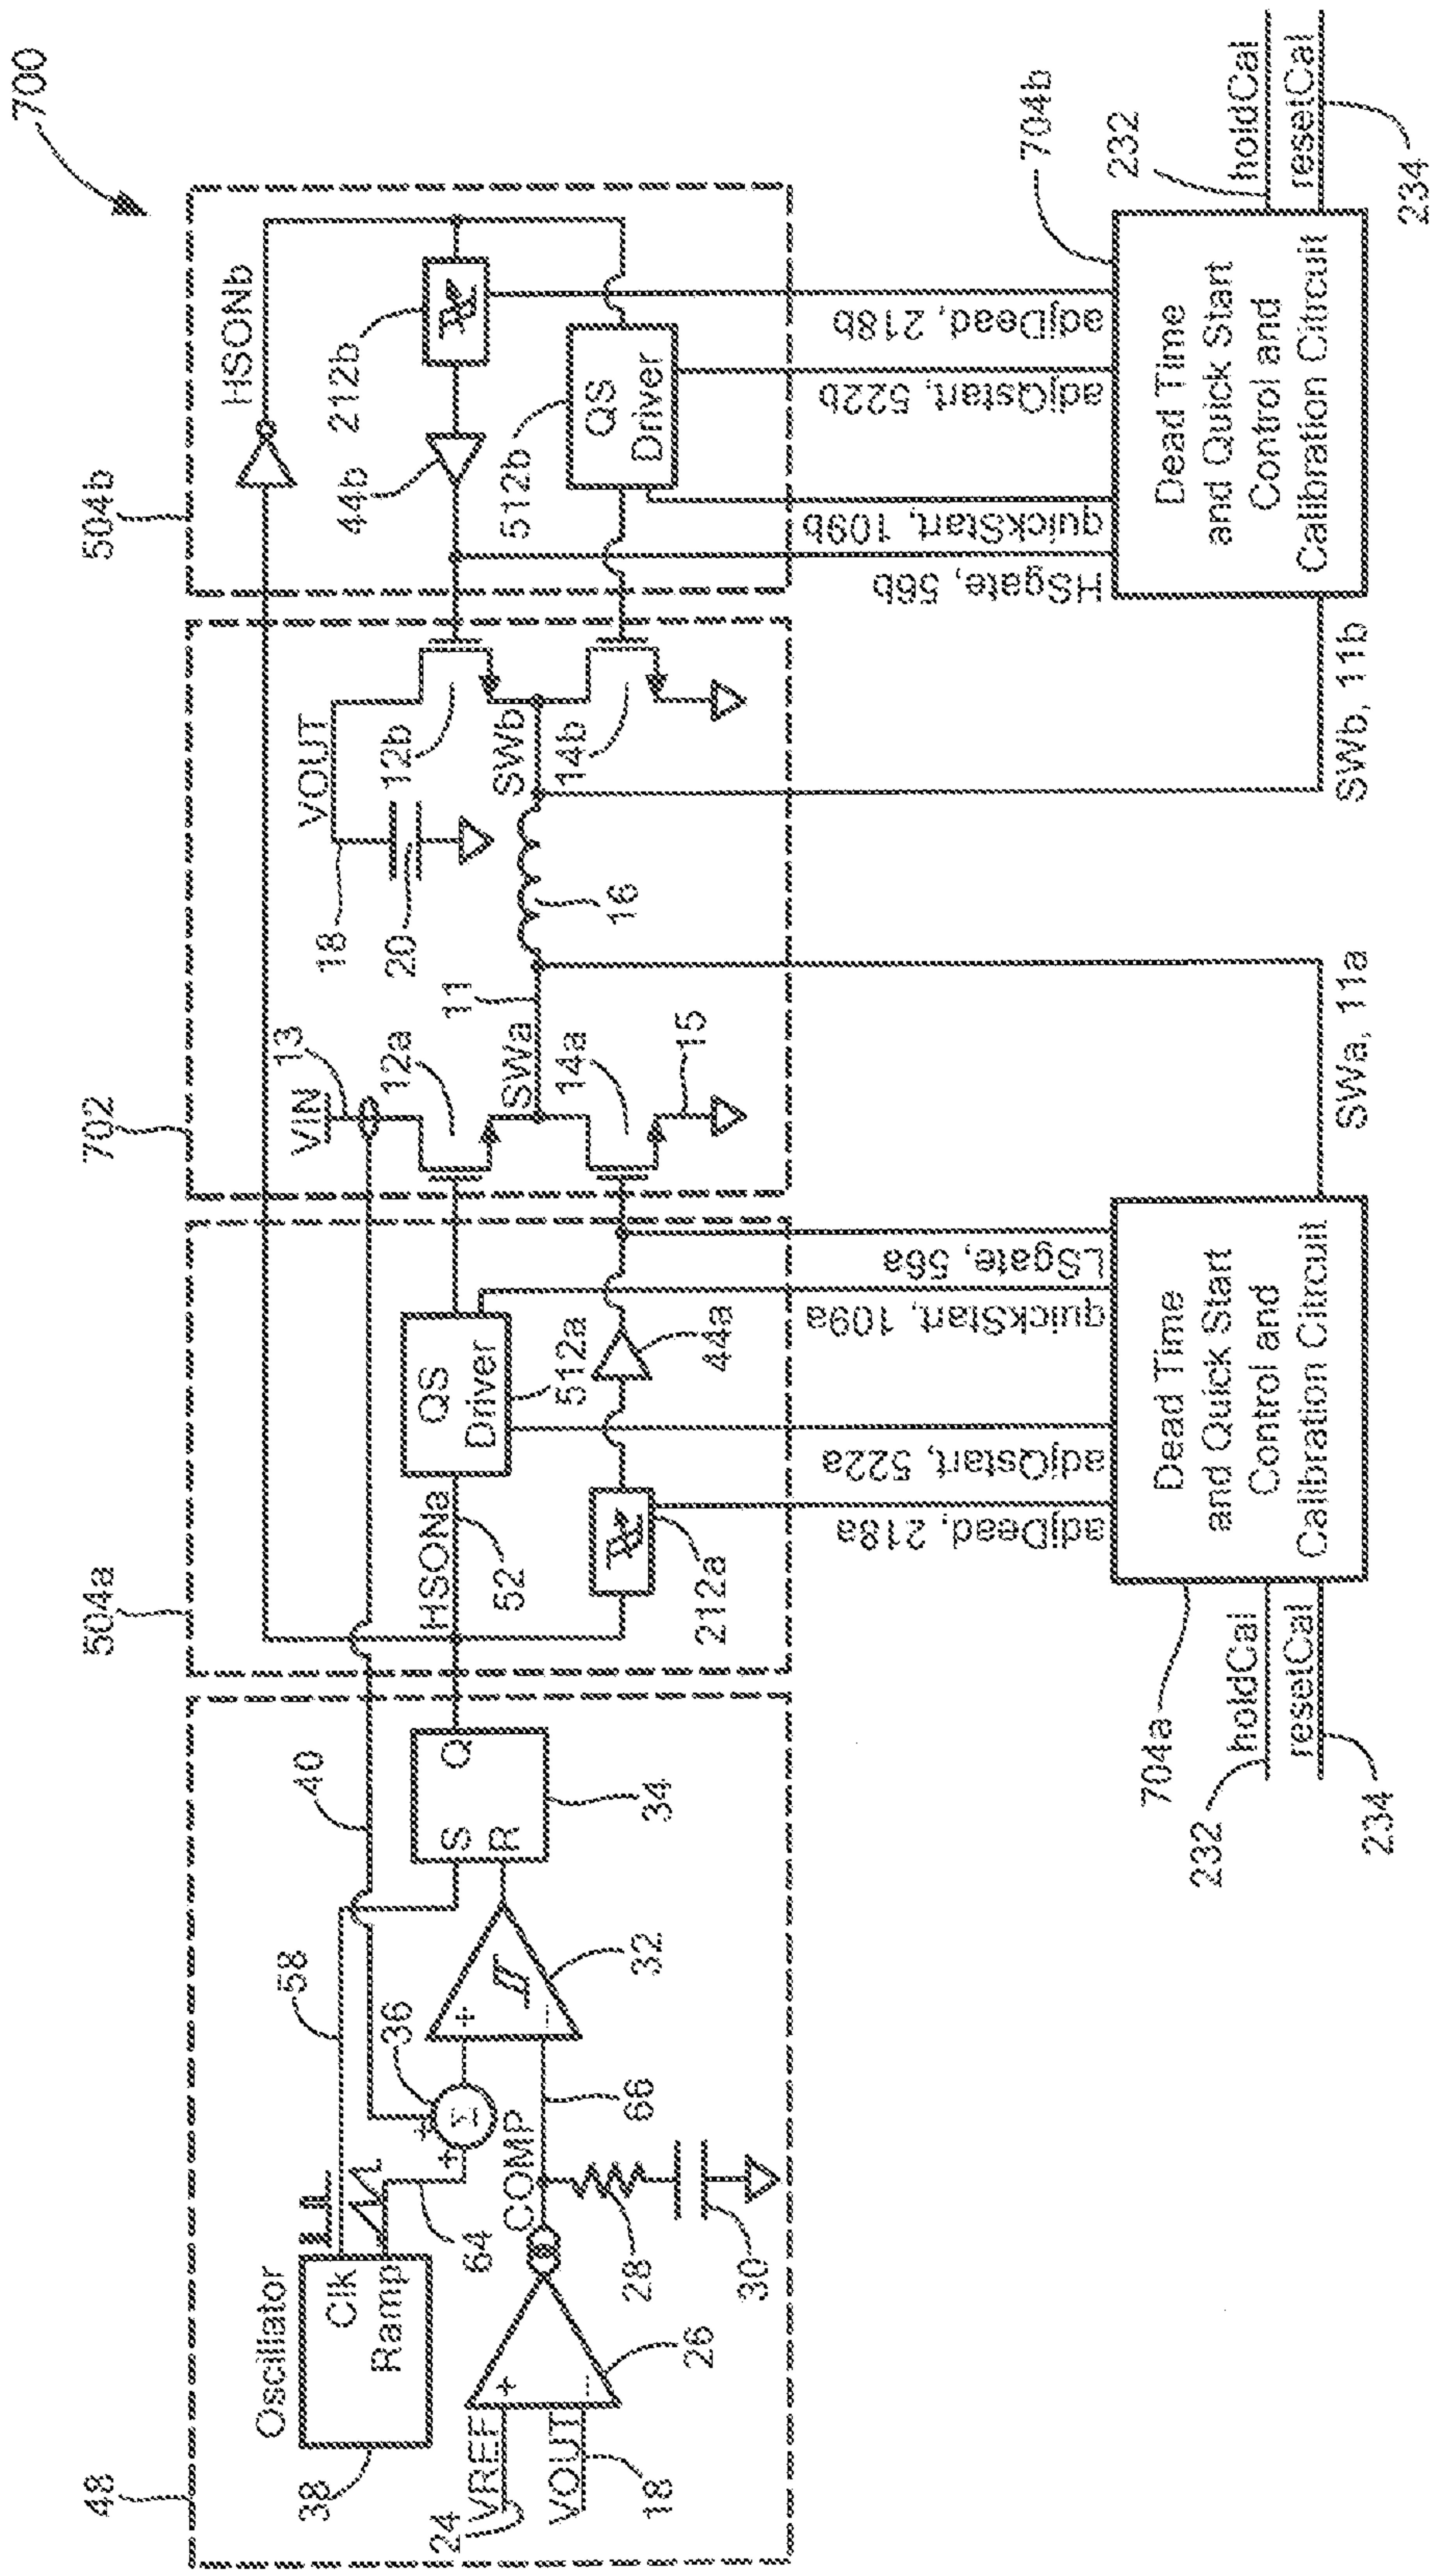 700
48
504a
702
504b
Oscillator
Clk
Ramp
38
58
40
VREF
24
VOUT
18
+
–
26
64
COMP
28
30
+
+
Σ
36
66
+
–
32
S
R
Q
34
HSONa
52
QS
Driver
512a
212a
44a
VIN
13
12a
SWa
11
14a
15
16
VOUT
18
20
12b
SWb
14b
HSONb
212b
44b
512b
QS
Driver
adjDead, 218a
adjQstart, 522a
quickStart, 109a
LSgate, 56a
HSgate, 56b
quickStart, 109b
adjQstart, 522b
adjDead, 218b
704a
holdCal
232
resetCal
234
Dead Time
and Quick Start
Control and
Calibration Citrcuit
SWa, 11a
SWb, 11b
704b
Dead Time
and Quick Start
Control and
Calibration Citrcuit
232
holdCal
resetCal
234